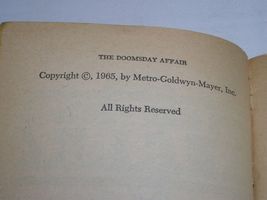 THE DOOMSDAY AFFAIR
Copyright ©, 1965, by Metro-Goldwyn-Mayer, Inc.
All Rights Reserved